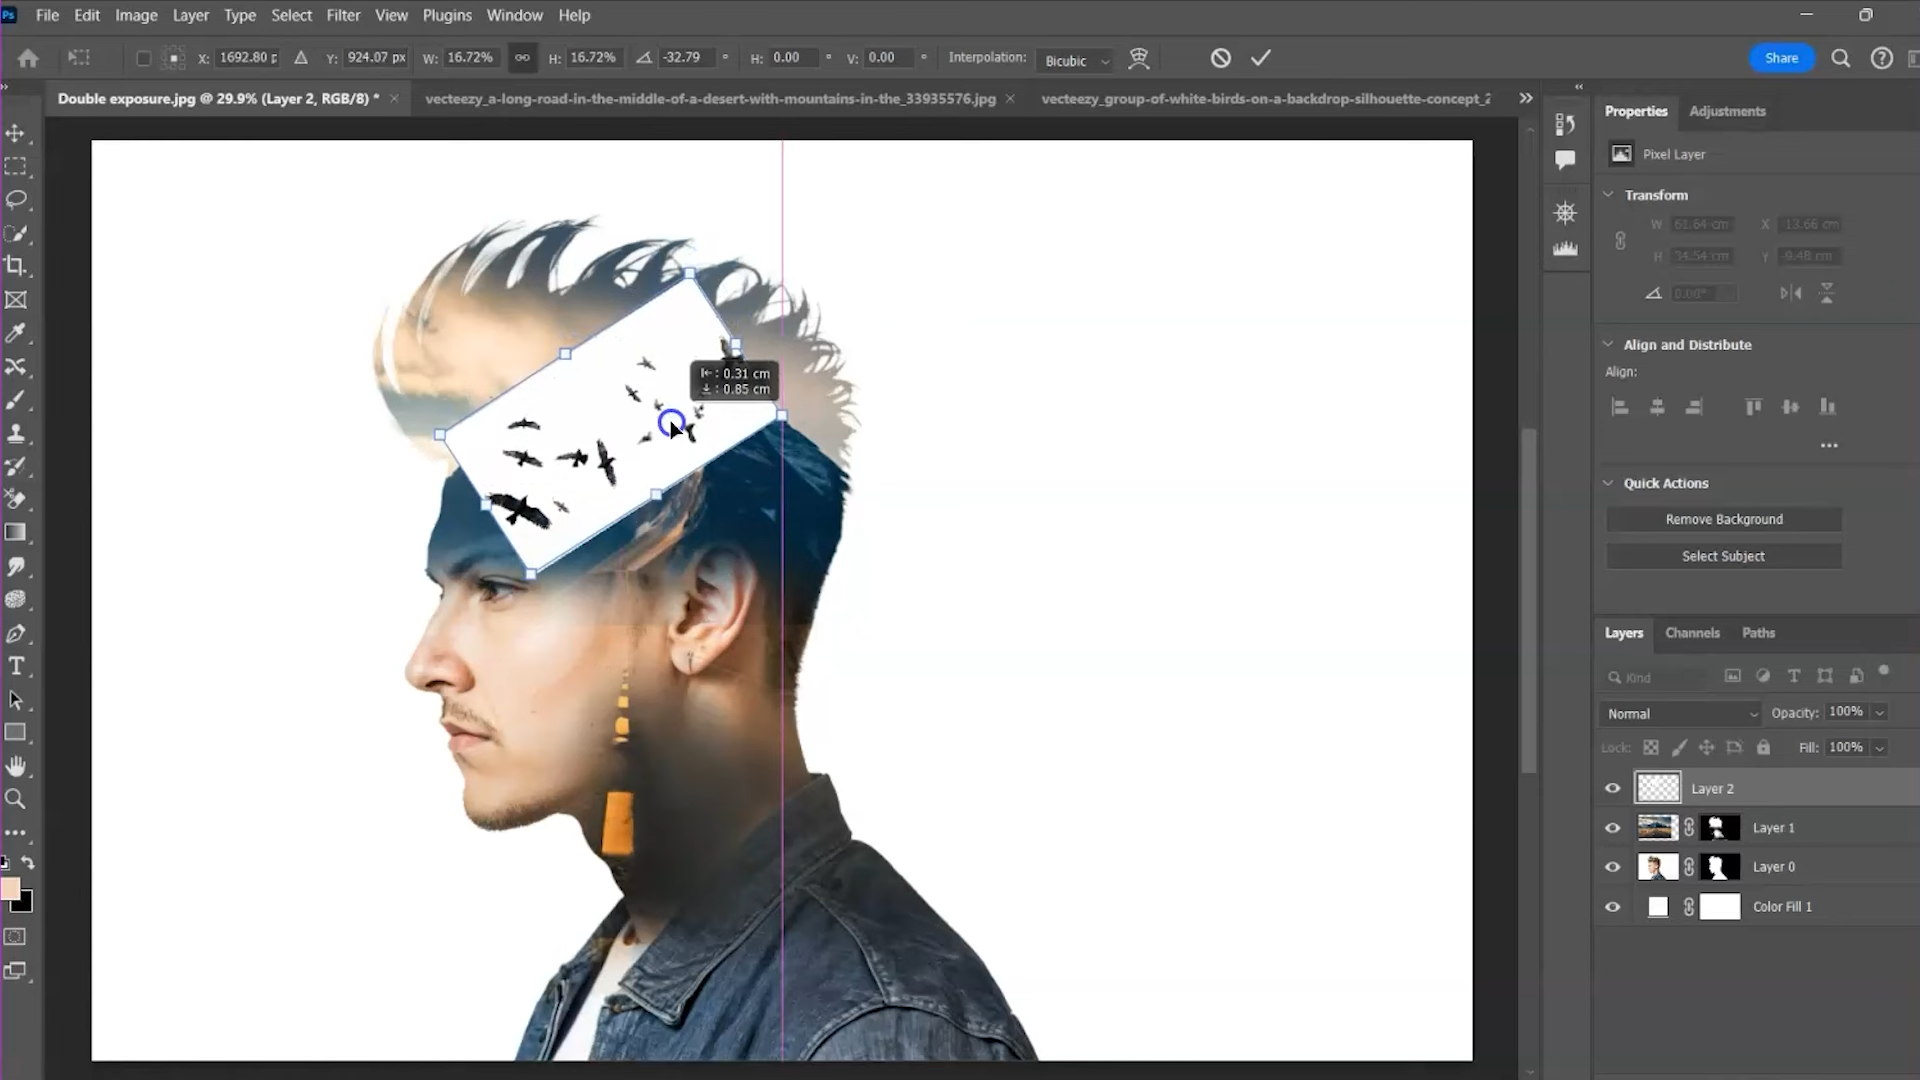 Ps File Edit Image Layer Type Select Filter View Plugins Window Help
X: 1692.80 p Y: 924.07 px W: 16.72% H: 16.72% -32.79 ° H: 0.00 ° V: 0.00 ° Interpolation: Bicubic Share
Double exposure.jpg @ 29.9% (Layer 2, RGB/8) * × vecteezy_a-long-road-in-the-middle-of-a-desert-with-mountains-in-the_33935576.jpg × vecteezy_group-of-white-birds-on-a-backdrop-silhouette-concept_2
Properties Adjustments
Pixel Layer
Transform
W 61.64 cm X -13.66 cm
H 34.54 cm Y -9.48 cm
0.00°
Align and Distribute
Align:
Quick Actions
Remove Background
Select Subject
: 0.31 cm
: 0.85 cm
Layers Channels Paths
Kind
Normal Opacity: 100%
Lock: Fill: 100%
Layer 2
Layer 1
Layer 0
Color Fill 1